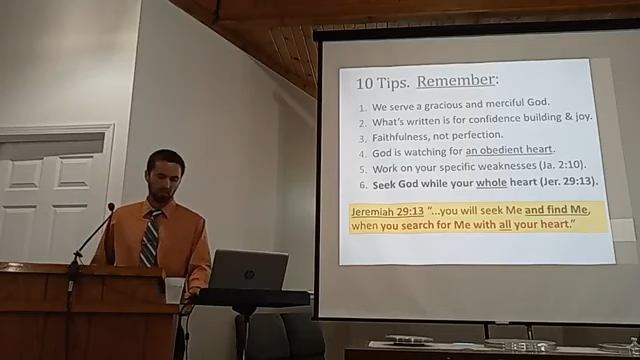 10 Tips. Remember:
1. We serve a gracious and merciful God.
2. What's written is for confidence building & joy.
3. Faithfulness, not perfection.
4. God is watching for an obedient heart.
5. Work on your specific weaknesses (Ja. 2:10).
6. Seek God while your whole heart (Jer. 29:13).
Jeremiah 29:13 "...you will seek Me and find Me,
when you search for Me with all your heart."
hp